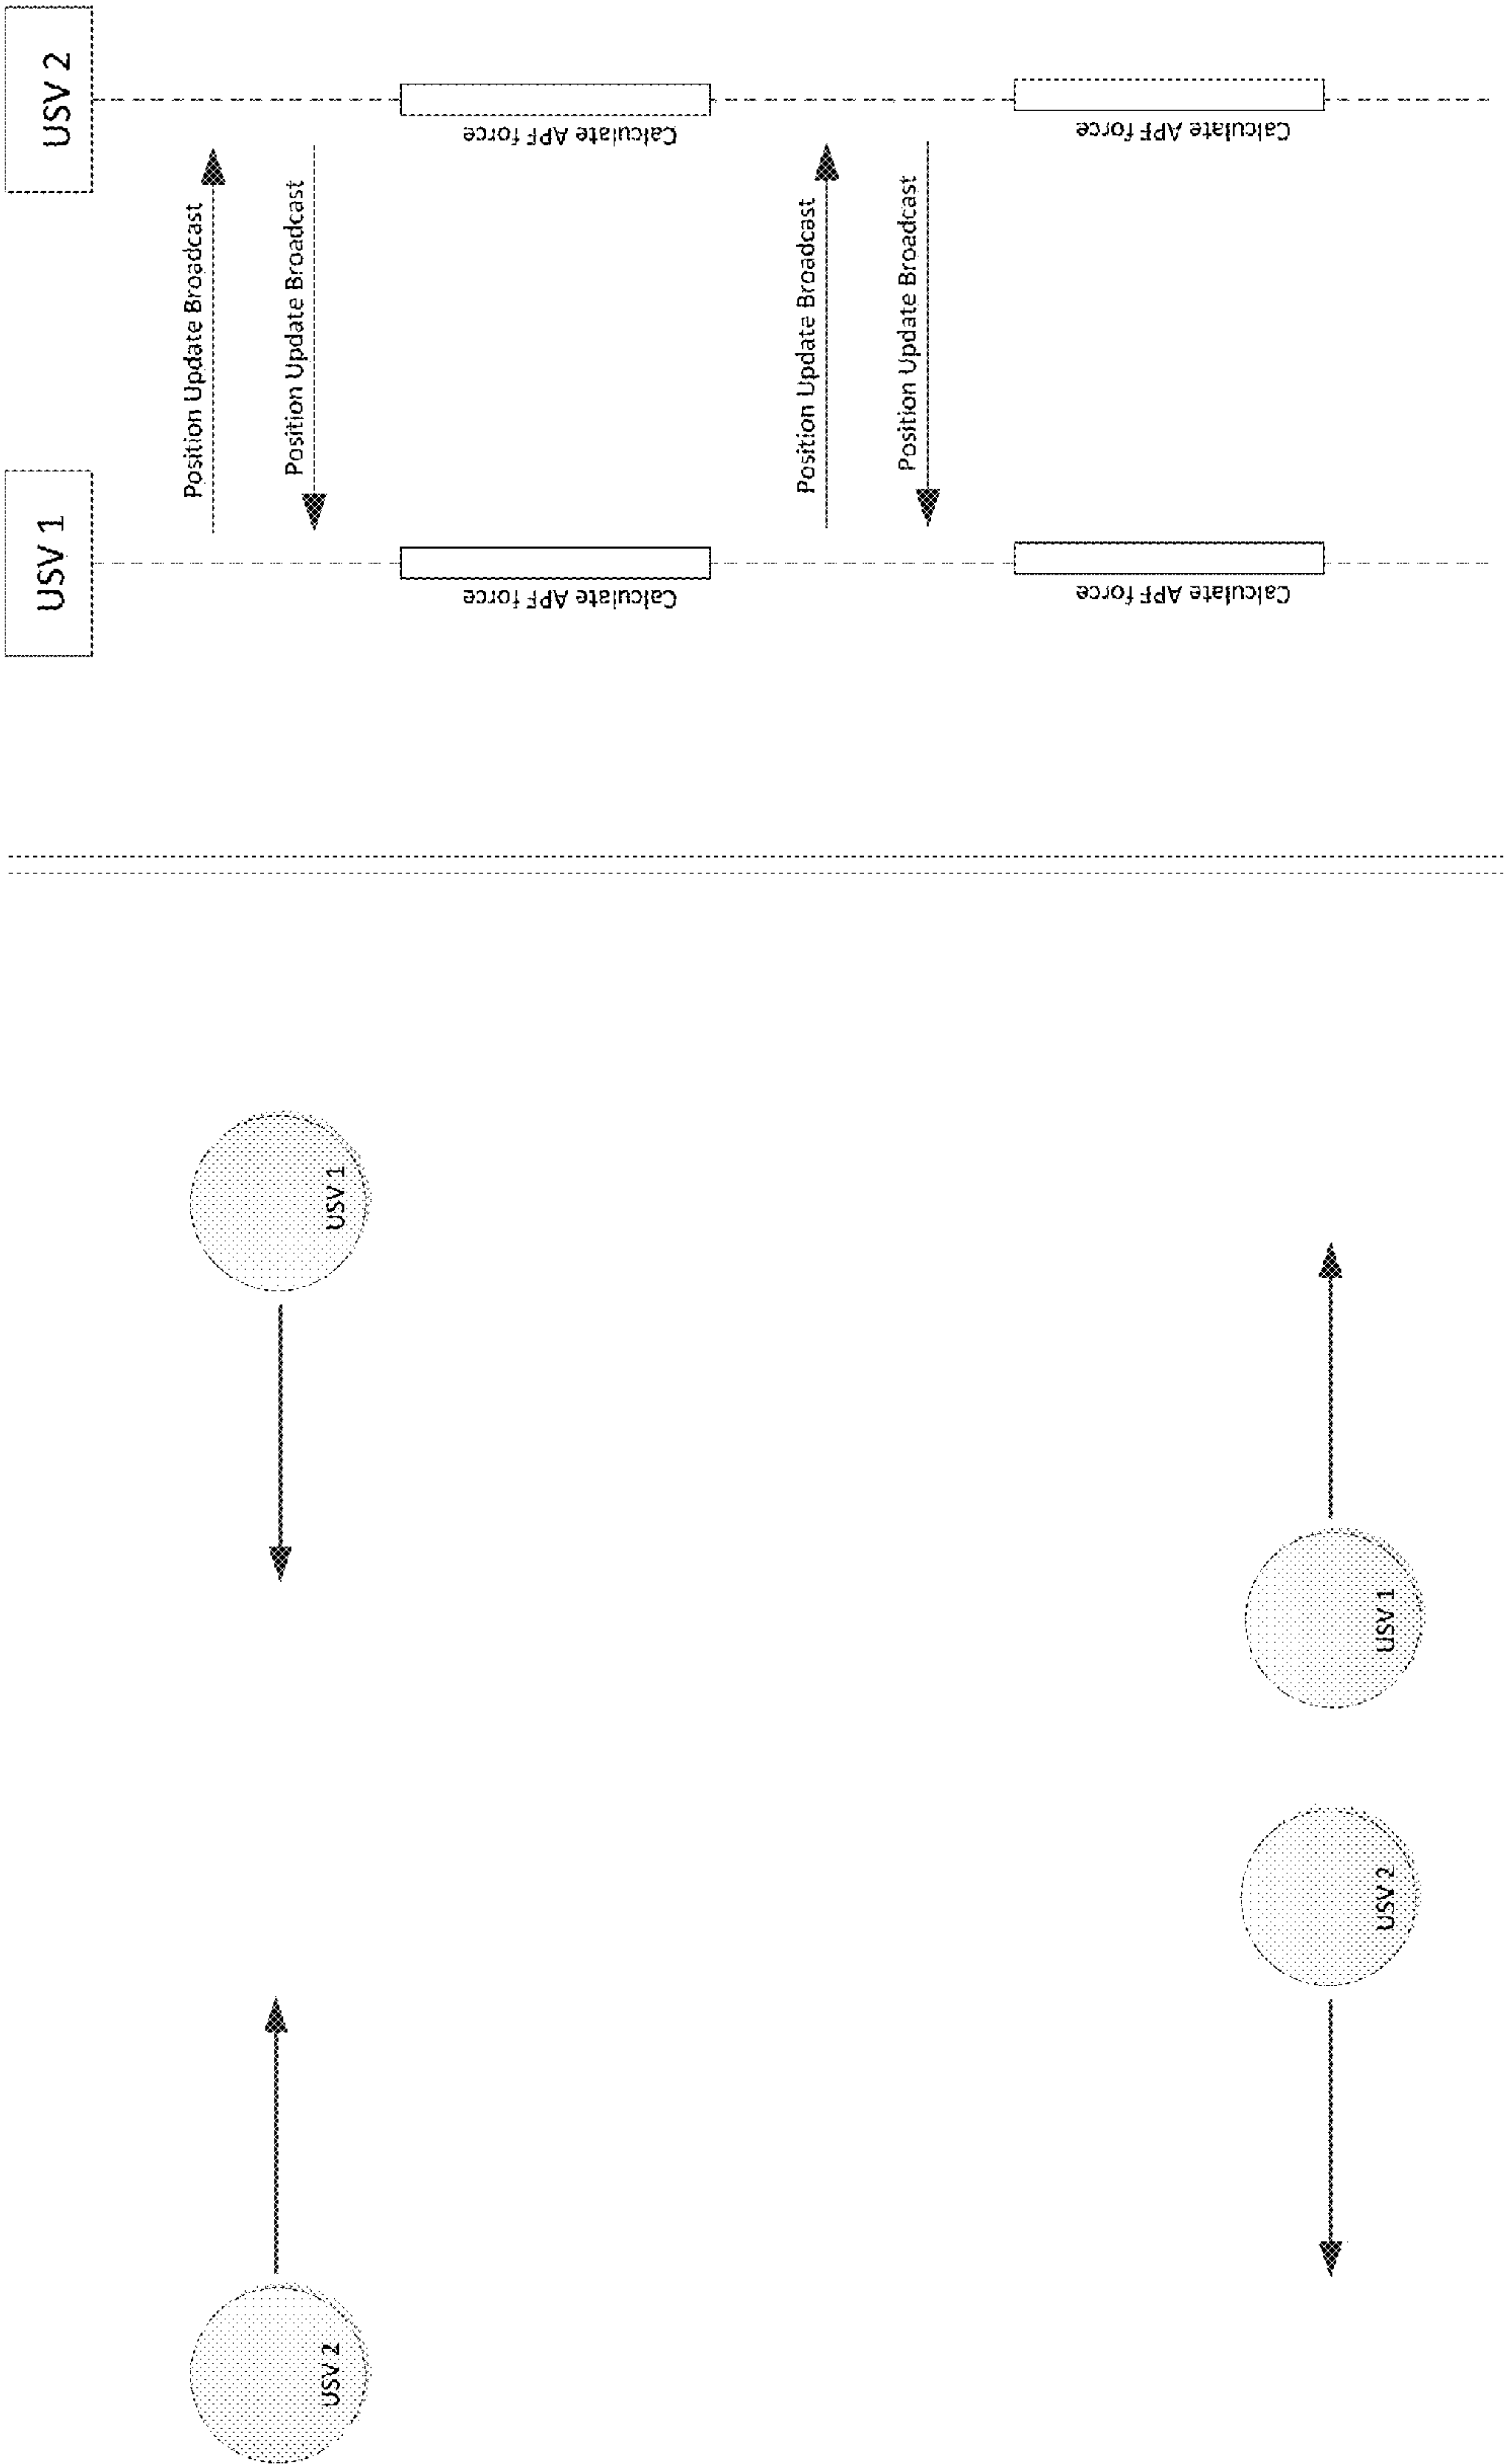 USV 2
USV 1
USV 2
USV 1
USV 1
USV 2
Position Update Broadcast
Position Update Broadcast
Calculate APF force
Calculate APF force
Position Update Broadcast
Position Update Broadcast
Calculate APF force
Calculate APF force